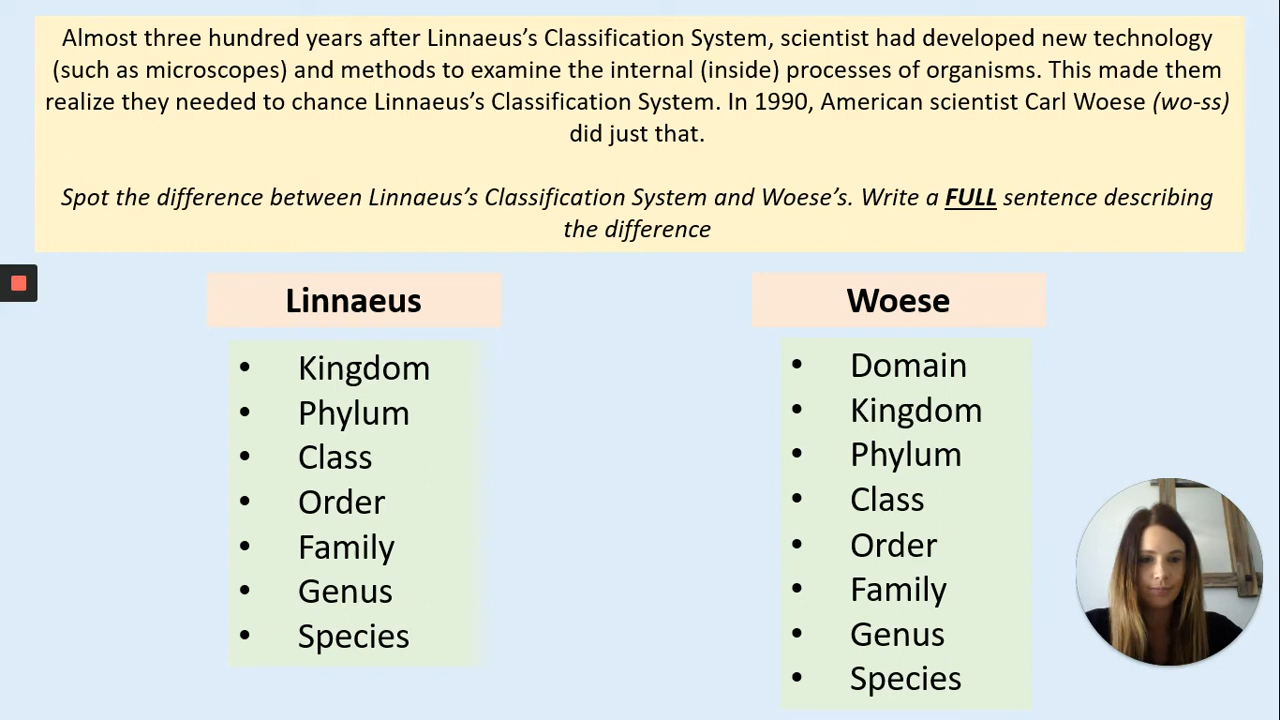 Almost three hundred years after Linnaeus’s Classification System, scientist had developed new technology
(such as microscopes) and methods to examine the internal (inside) processes of organisms. This made them
realize they needed to chance Linnaeus’s Classification System. In 1990, American scientist Carl Woese (wo-ss)
did just that.
Spot the difference between Linnaeus’s Classification System and Woese’s. Write a FULL sentence describing
the difference
Linnaeus
• Kingdom
• Phylum
• Class
• Order
• Family
• Genus
• Species
Woese
• Domain
• Kingdom
• Phylum
• Class
• Order
• Family
• Genus
• Species